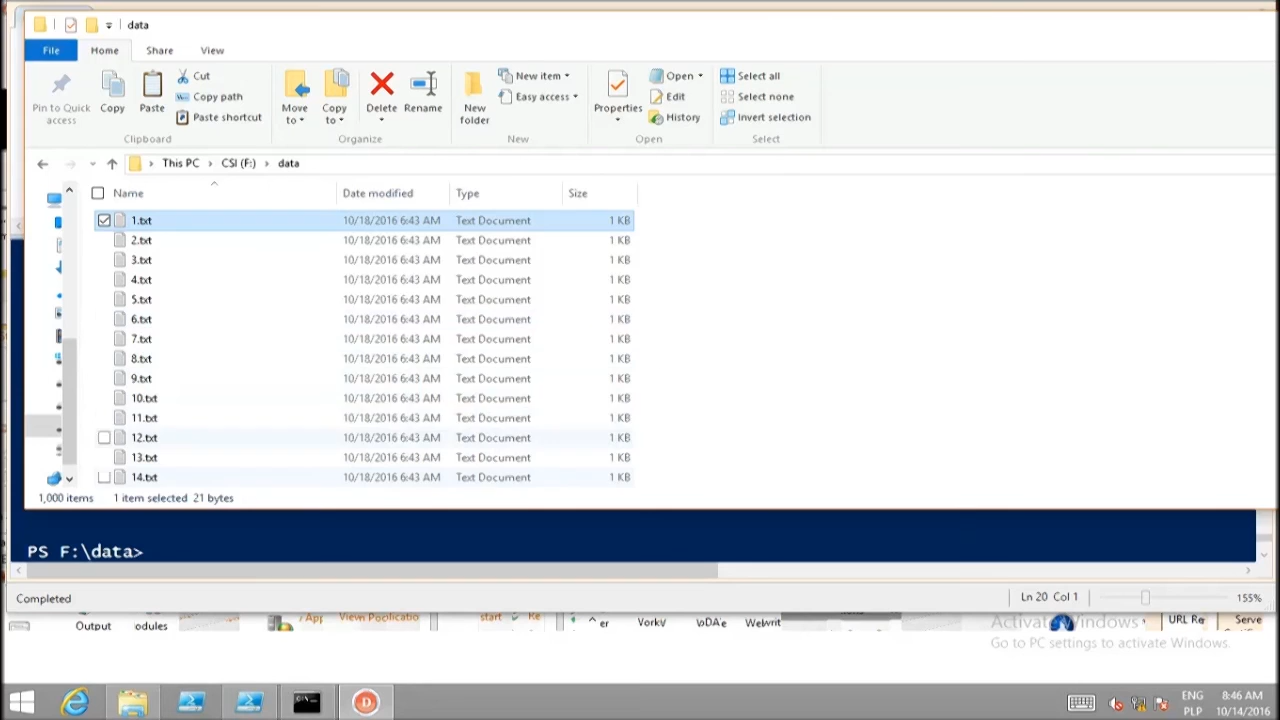 data
File Home Share View
Pin to Quick access
Copy
Paste
Cut
Copy path
Paste shortcut
Move to
Copy to
Delete
Rename
New folder
New item
Easy access
Properties
Open
Edit
History
Select all
Select none
Invert selection
Clipboard Organize New Open Select
This PC > CSI (F:) > data
Name Date modified Type Size
1.txt 10/18/2016 6:43 AM Text Document 1 KB
2.txt 10/18/2016 6:43 AM Text Document 1 KB
3.txt 10/18/2016 6:43 AM Text Document 1 KB
4.txt 10/18/2016 6:43 AM Text Document 1 KB
5.txt 10/18/2016 6:43 AM Text Document 1 KB
6.txt 10/18/2016 6:43 AM Text Document 1 KB
7.txt 10/18/2016 6:43 AM Text Document 1 KB
8.txt 10/18/2016 6:43 AM Text Document 1 KB
9.txt 10/18/2016 6:43 AM Text Document 1 KB
10.txt 10/18/2016 6:43 AM Text Document 1 KB
11.txt 10/18/2016 6:43 AM Text Document 1 KB
12.txt 10/18/2016 6:43 AM Text Document 1 KB
13.txt 10/18/2016 6:43 AM Text Document 1 KB
14.txt 10/18/2016 6:43 AM Text Document 1 KB
1,000 items 1 item selected 21 bytes
PS F:\data>
Completed Ln 20 Col 1 155%
Output odules start URL Re Serve
Activate Windows
Go to PC settings to activate Windows.
ENG 8:46 AM
PLP 10/14/2016